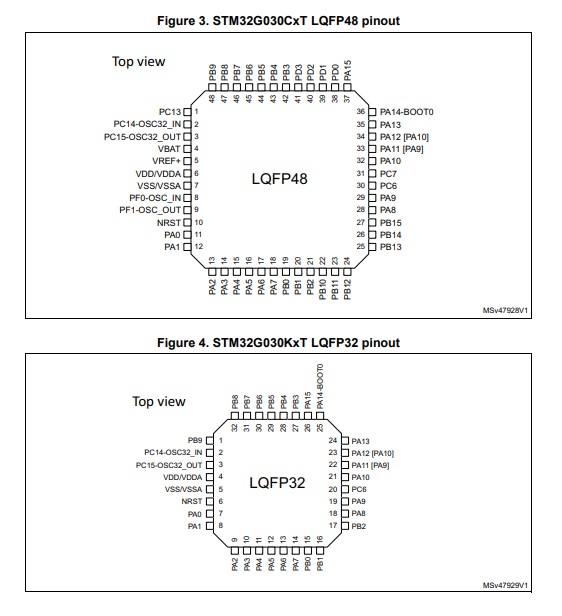 Figure 3. STM32G030CxT LQFP48 pinout
Top view
PB9 PB8 PB7 PB6 PB5 PB4 PB3 PD3 PD2 PD1 PD0 PA15
48 47 46 45 44 43 42 41 40 39 38 37
PC13 1 36 PA14-BOOT0
PC14-OSC32_IN 2 35 PA13
PC15-OSC32_OUT 3 34 PA12 [PA10]
VBAT 4 33 PA11 [PA9]
VREF+ 5 32 PA10
VDD/VDDA 6 31 PC7
LQFP48
VSS/VSSA 7 30 PC6
PF0-OSC_IN 8 29 PA9
PF1-OSC_OUT 9 28 PA8
NRST 10 27 PB15
PA0 11 26 PB14
PA1 12 25 PB13
13 14 15 16 17 18 19 20 21 22 23 24
PA2 PA3 PA4 PA5 PA6 PA7 PB0 PB1 PB2 PB10 PB11 PB12
MSv47928V1
Figure 4. STM32G030KxT LQFP32 pinout
Top view
PB8 PB7 PB6 PB5 PB4 PB3 PA15 PA14-BOOT0
32 31 30 29 28 27 26 25
PB9 1 24 PA13
PC14-OSC32_IN 2 23 PA12 [PA10]
PC15-OSC32_OUT 3 22 PA11 [PA9]
VDD/VDDA 4 21 PA10
LQFP32
VSS/VSSA 5 20 PC6
NRST 6 19 PA9
PA0 7 18 PA8
PA1 8 17 PB2
9 10 11 12 13 14 15 16
PA2 PA3 PA4 PA5 PA6 PA7 PB0 PB1
MSv47929V1